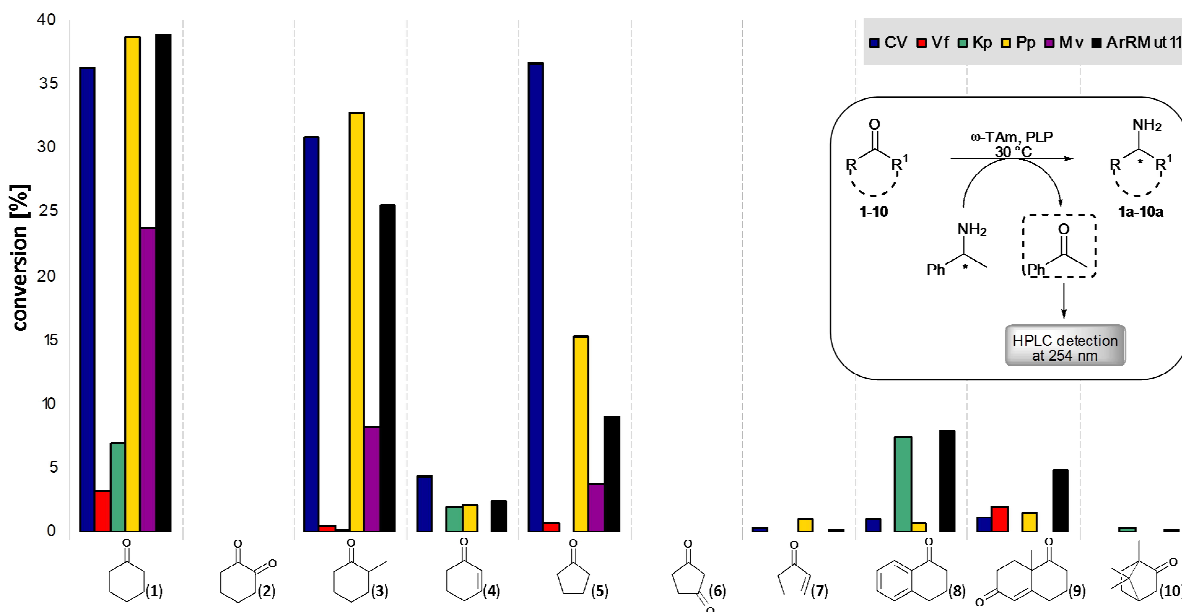 40
35
30
25
20
15
10
5
0
conversion [%]
CV Vf Kp Pp Mv ArRMut11
O
R R1
1-10
ω-TAm, PLP
30 °C
NH2
R * R1
1a-10a
NH2
Ph *
O
Ph
HPLC detection
at 254 nm
O
(1)
O
O
(2)
O
(3)
O
(4)
O
(5)
O
O
(6)
O
(7)
O
(8)
O
O
(9)
O
(10)